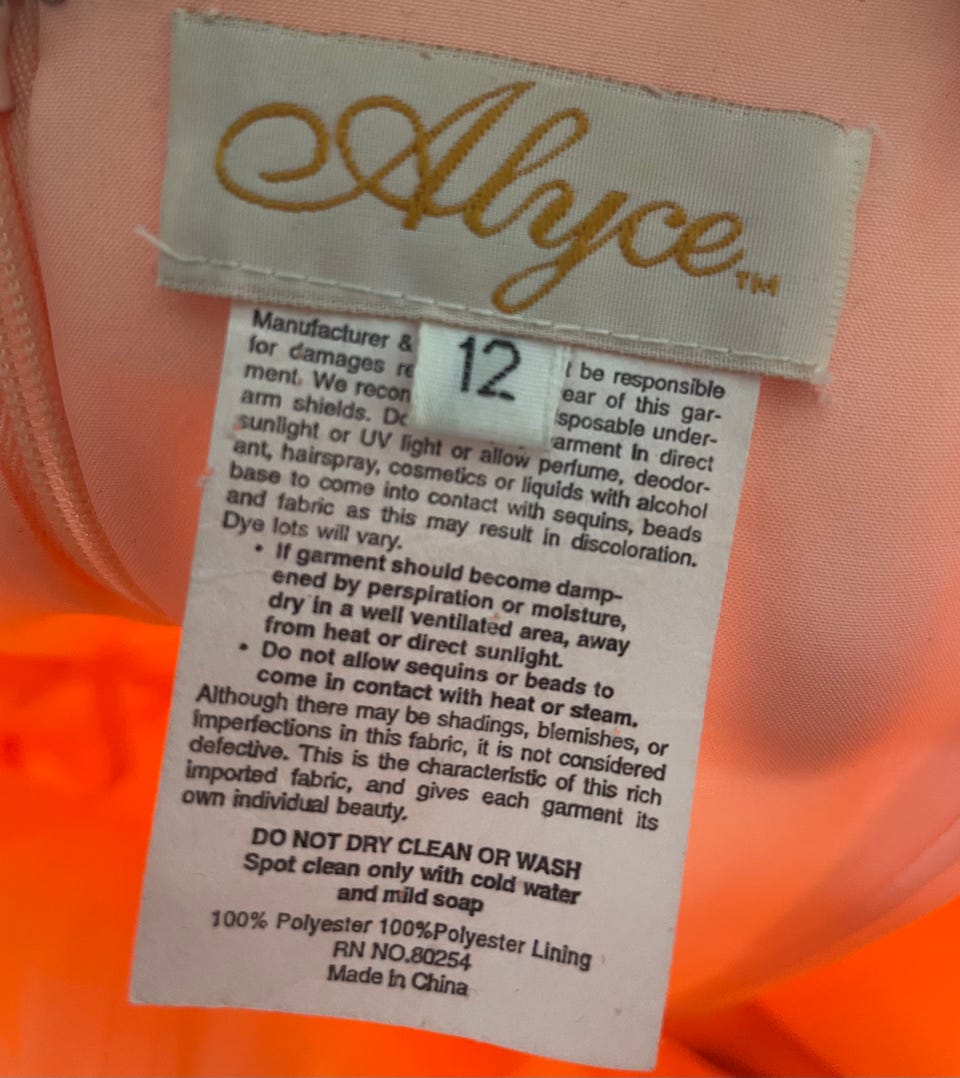 Alyce™
12
Manufacturer & t be responsible
for damages re ear of this gar-
ment. We recon sposable under-
arm shields. Do arment in direct
sunlight or UV light or allow perfume, deodor-
ant, hairspray, cosmetics or liquids with alcohol
base to come into contact with sequins, beads
and fabric as this may result in discoloration.
Dye lots will vary.
• If garment should become damp-
ened by perspiration or moisture,
dry in a well ventilated area, away
from heat or direct sunlight.
• Do not allow sequins or beads to
come in contact with heat or steam.
Although there may be shadings, blemishes, or
imperfections in this fabric, it is not considered
defective. This is the characteristic of this rich
imported fabric, and gives each garment its
own individual beauty.
DO NOT DRY CLEAN OR WASH
Spot clean only with cold water
and mild soap
100% Polyester 100%Polyester Lining
RN NO.80254
Made in China